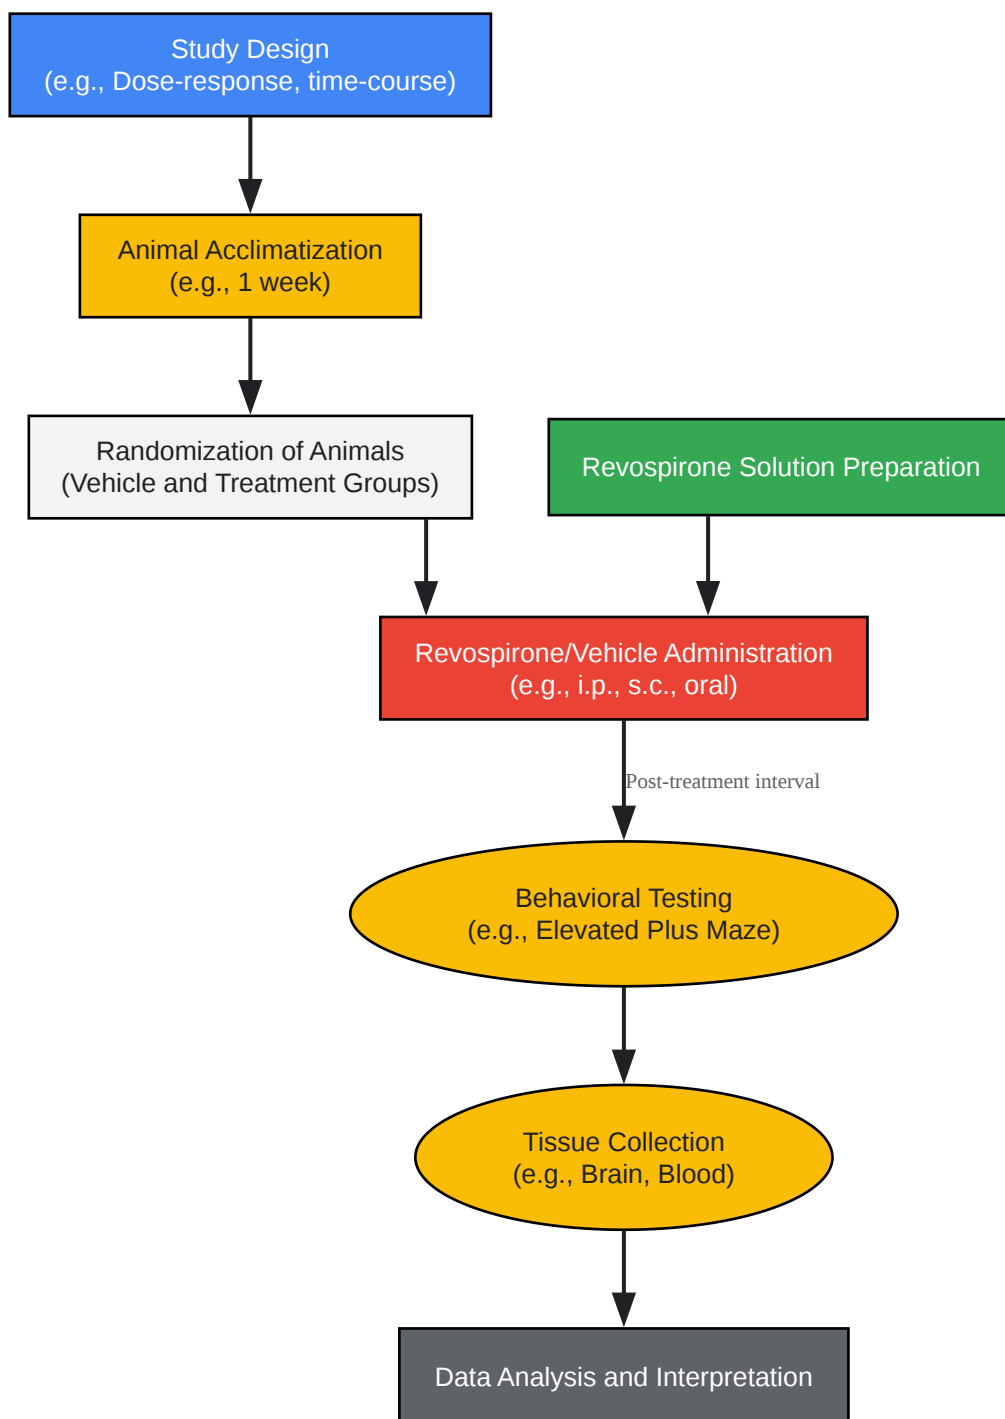 Study Design
(e.g., Dose-response, time-course)
Animal Acclimatization
(e.g., 1 week)
Randomization of Animals
(Vehicle and Treatment Groups)
Revospirone Solution Preparation
Revospirone/Vehicle Administration
(e.g., i.p., s.c., oral)
Post-treatment interval
Behavioral Testing
(e.g., Elevated Plus Maze)
Tissue Collection
(e.g., Brain, Blood)
Data Analysis and Interpretation